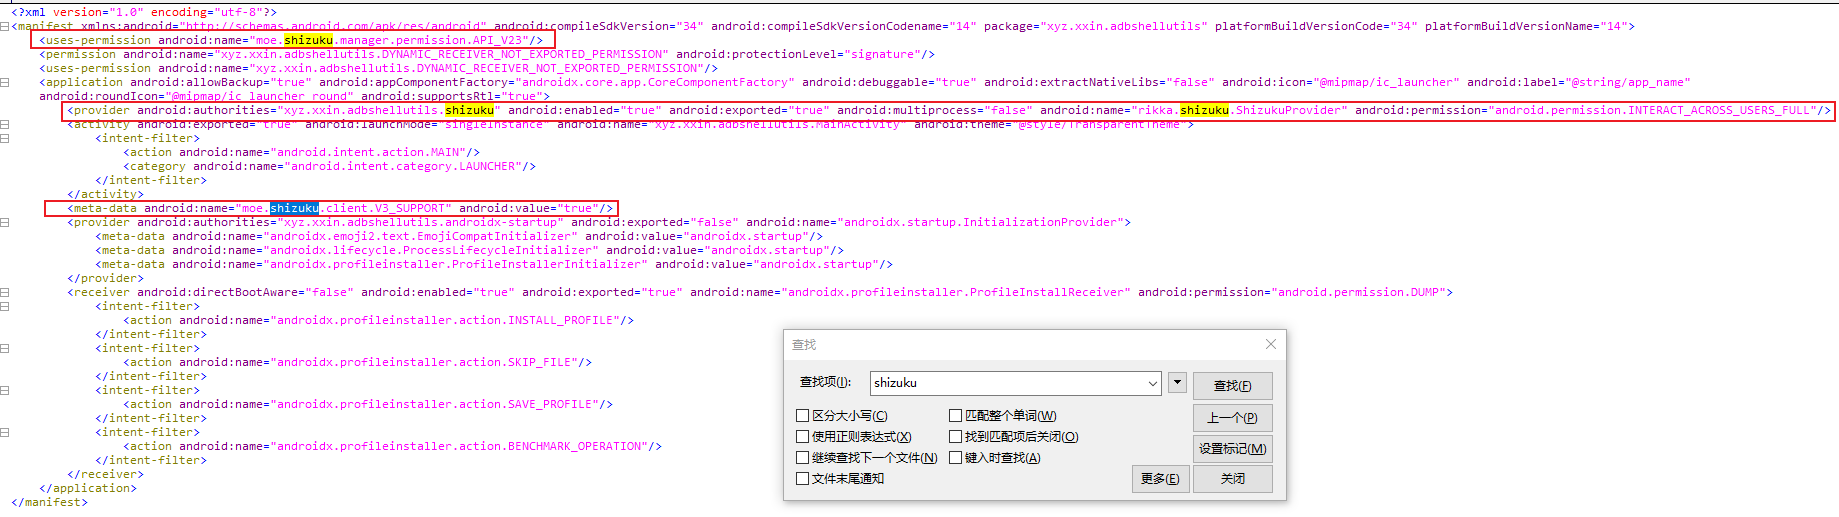 <?xml version="1.0" encoding="utf-8"?>
<manifest xmlns:android="http://schemas.android.com/apk/res/android" android:compileSdkVersion="34" android:compileSdkVersionCodename="14" package="xyz.xxin.adbshellutils" platformBuildVersionCode="34" platformBuildVersionName="14">
<uses-permission android:name="moe.shizuku.manager.permission.API_V23"/>
<permission android:name="xyz.xxin.adbshellutils.DYNAMIC_RECEIVER_NOT_EXPORTED_PERMISSION" android:protectionLevel="signature"/>
<uses-permission android:name="xyz.xxin.adbshellutils.DYNAMIC_RECEIVER_NOT_EXPORTED_PERMISSION"/>
<application android:allowBackup="true" android:appComponentFactory="androidx.core.app.CoreComponentFactory" android:debuggable="true" android:extractNativeLibs="false" android:icon="@mipmap/ic_launcher" android:label="@string/app_name"
android:roundIcon="@mipmap/ic_launcher_round" android:supportsRtl="true">
<provider android:authorities="xyz.xxin.adbshellutils.shizuku" android:enabled="true" android:exported="true" android:multiprocess="false" android:name="rikka.shizuku.ShizukuProvider" android:permission="android.permission.INTERACT_ACROSS_USERS_FULL"/>
<activity android:exported="true" android:launchMode="singleInstance" android:name="xyz.xxin.adbshellutils.MainActivity" android:theme="@style/TransparentTheme">
<intent-filter>
<action android:name="android.intent.action.MAIN"/>
<category android:name="android.intent.category.LAUNCHER"/>
</intent-filter>
</activity>
<meta-data android:name="moe.shizuku.client.V3_SUPPORT" android:value="true"/>
<provider android:authorities="xyz.xxin.adbshellutils.androidx-startup" android:exported="false" android:name="androidx.startup.InitializationProvider">
<meta-data android:name="androidx.emoji2.text.EmojiCompatInitializer" android:value="androidx.startup"/>
<meta-data android:name="androidx.lifecycle.ProcessLifecycleInitializer" android:value="androidx.startup"/>
<meta-data android:name="androidx.profileinstaller.ProfileInstallerInitializer" android:value="androidx.startup"/>
</provider>
<receiver android:directBootAware="false" android:enabled="true" android:exported="true" android:name="androidx.profileinstaller.ProfileInstallReceiver" android:permission="android.permission.DUMP">
<intent-filter>
<action android:name="androidx.profileinstaller.action.INSTALL_PROFILE"/>
</intent-filter>
<intent-filter>
<action android:name="androidx.profileinstaller.action.SKIP_FILE"/>
</intent-filter>
<intent-filter>
<action android:name="androidx.profileinstaller.action.SAVE_PROFILE"/>
</intent-filter>
<intent-filter>
<action android:name="androidx.profileinstaller.action.BENCHMARK_OPERATION"/>
</intent-filter>
</receiver>
</application>
</manifest>
查找
查找项(I): shizuku 查找(F)
区分大小写(C) 匹配整个单词(W) 上一个(P)
使用正则表达式(X) 找到匹配项后关闭(O) 设置标记(M)
继续查找下一个文件(N) 键入时查找(A)
文件末尾通知 更多(E) 关闭